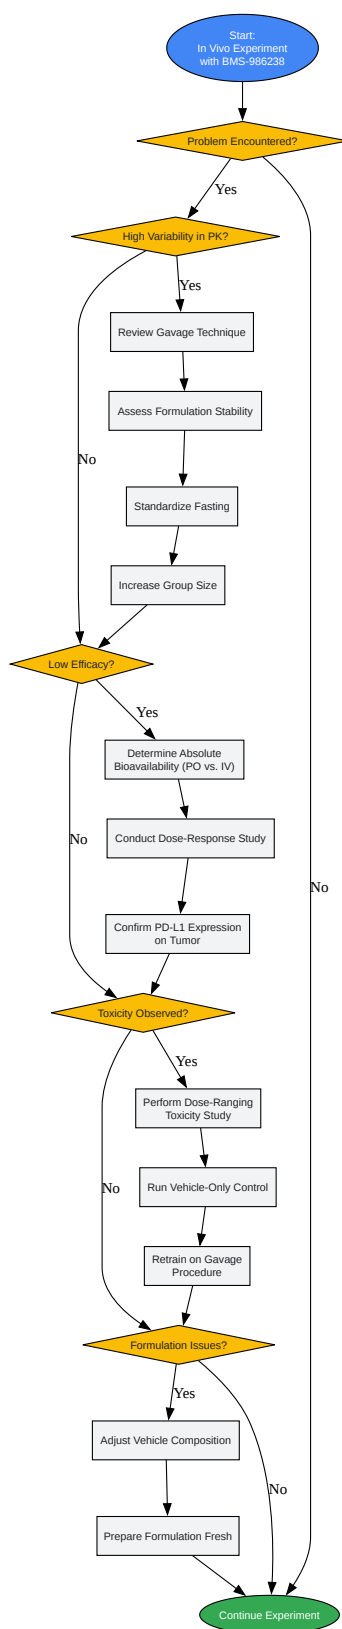 Start:
In Vivo Experiment
with BMS-986238
Problem Encountered?
Yes
High Variability in PK?
Yes
Review Gavage Technique
Assess Formulation Stability
No
Standardize Fasting
Increase Group Size
Low Efficacy?
Yes
Determine Absolute
Bioavailability (PO vs. IV)
No
Conduct Dose-Response Study
No
Confirm PD-L1 Expression
on Tumor
Toxicity Observed?
Yes
Perform Dose-Ranging
Toxicity Study
No
Run Vehicle-Only Control
Retrain on Gavage
Procedure
Formulation Issues?
Yes
Adjust Vehicle Composition
No
Prepare Formulation Fresh
Continue Experiment